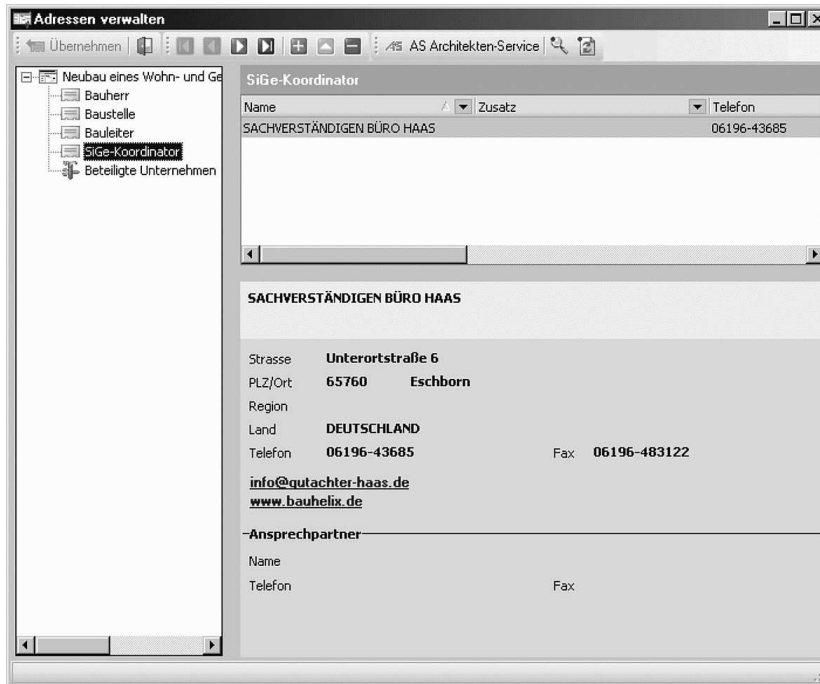 Adressen verwalten
Übernehmen AS AS Architekten-Service
Neubau eines Wohn- und Ge
Bauherr
Baustelle
Bauleiter
SiGe-Koordinator
Beteiligte Unternehmen
SiGe-Koordinator
Name Zusatz Telefon
SACHVERSTÄNDIGEN BÜRO HAAS 06196-43685
SACHVERSTÄNDIGEN BÜRO HAAS
Strasse Unterortstraße 6
PLZ/Ort 65760 Eschborn
Region
Land DEUTSCHLAND
Telefon 06196-43685 Fax 06196-483122
info@gutachter-haas.de
www.bauhelix.de
Ansprechpartner
Name
Telefon Fax